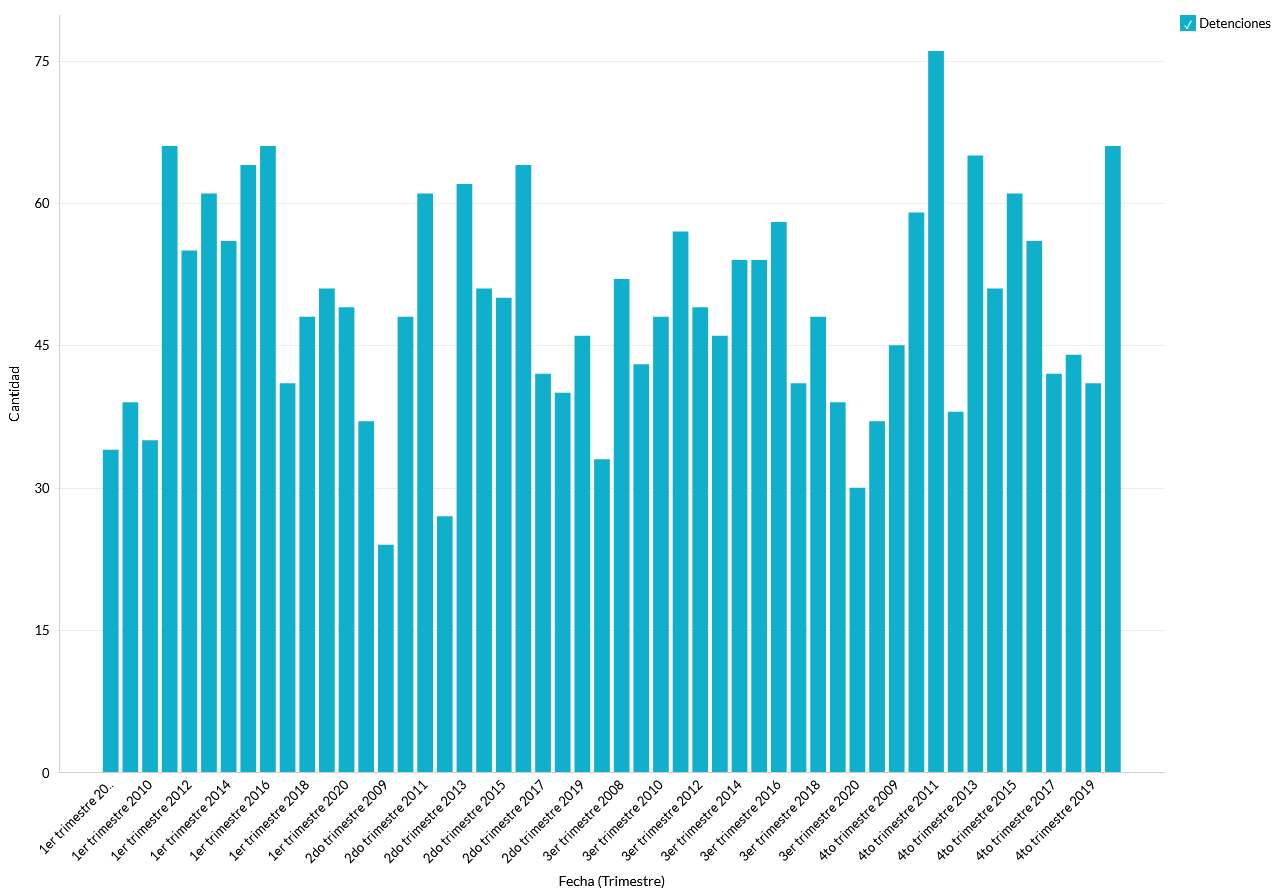 Detenciones
75
60
45
30
15
0
Cantidad
1er trimestre 20..
1er trimestre 2010
1er trimestre 2012
1er trimestre 2014
1er trimestre 2016
1er trimestre 2018
1er trimestre 2020
2do trimestre 2009
2do trimestre 2011
2do trimestre 2013
2do trimestre 2015
2do trimestre 2017
2do trimestre 2019
3er trimestre 2008
3er trimestre 2010
3er trimestre 2012
3er trimestre 2014
3er trimestre 2016
3er trimestre 2018
3er trimestre 2020
4to trimestre 2009
4to trimestre 2011
4to trimestre 2013
4to trimestre 2015
4to trimestre 2017
4to trimestre 2019
Fecha (Trimestre)